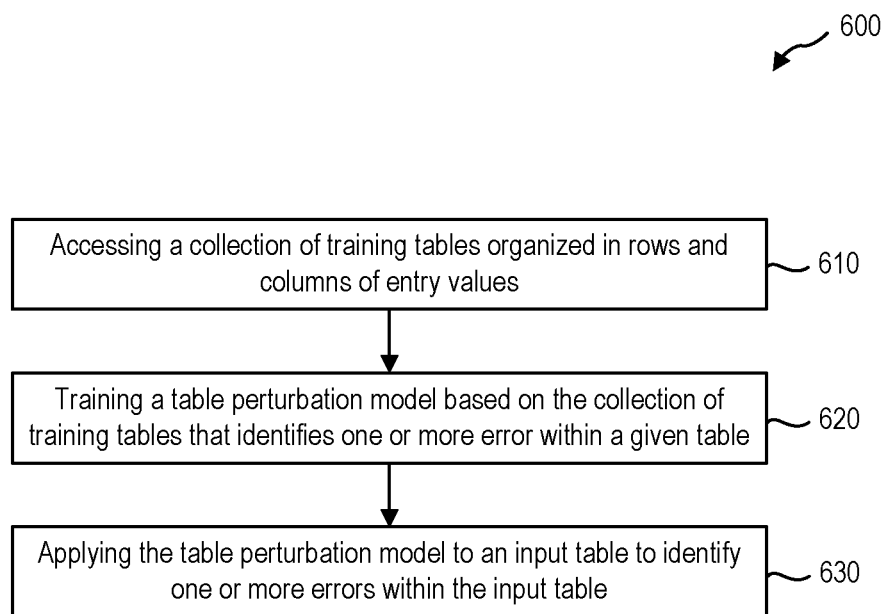 600
Accessing a collection of training tables organized in rows and
columns of entry values
610
Training a table perturbation model based on the collection of
training tables that identifies one or more error within a given table
620
Applying the table perturbation model to an input table to identify
one or more errors within the input table
630